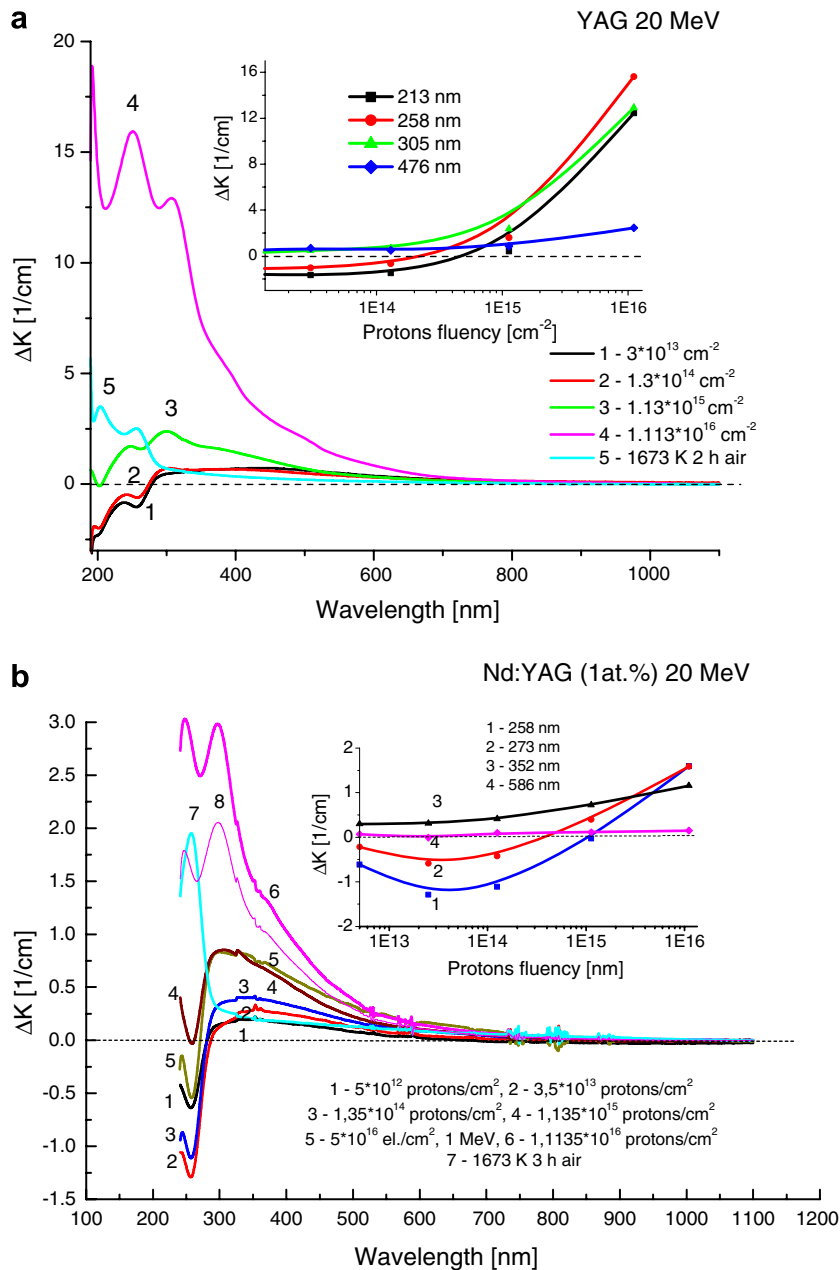 a
YAG 20 MeV
20
15
10
5
0
ΔK [1/cm]
200 400 600 800 1000
Wavelength [nm]
4
5
3
2
1
16
12
8
4
0
ΔK [1/cm]
213 nm
258 nm
305 nm
476 nm
1E14 1E15 1E16
Protons fluency [cm⁻²]
1 - 3*10¹³ cm⁻²
2 - 1.3*10¹⁴ cm⁻²
3 - 1.13*10¹⁵ cm⁻²
4 - 1.113*10¹⁶ cm⁻²
5 - 1673 K 2 h air
b
Nd:YAG (1at.%) 20 MeV
3.0
2.5
2.0
1.5
1.0
0.5
0.0
-0.5
-1.0
-1.5
ΔK [1/cm]
100 200 300 400 500 600 700 800 900 1000 1100 1200
Wavelength [nm]
7
8
6
5
4
3 4
2
1
5
1
3
2
2
1
0
-1
-2
ΔK [1/cm]
1 - 258 nm
2 - 273 nm
3 - 352 nm
4 - 586 nm
3
4
2
1
1E13 1E14 1E15 1E16
Protons fluency [nm]
1 - 5*10¹² protons/cm², 2 - 3,5*10¹³ protons/cm²
3 - 1,35*10¹⁴ protons/cm², 4 - 1,135*10¹⁵ protons/cm²
5 - 5*10¹⁶ el./cm², 1 MeV, 6 - 1,1135*10¹⁶ protons/cm²
7 - 1673 K 3 h air